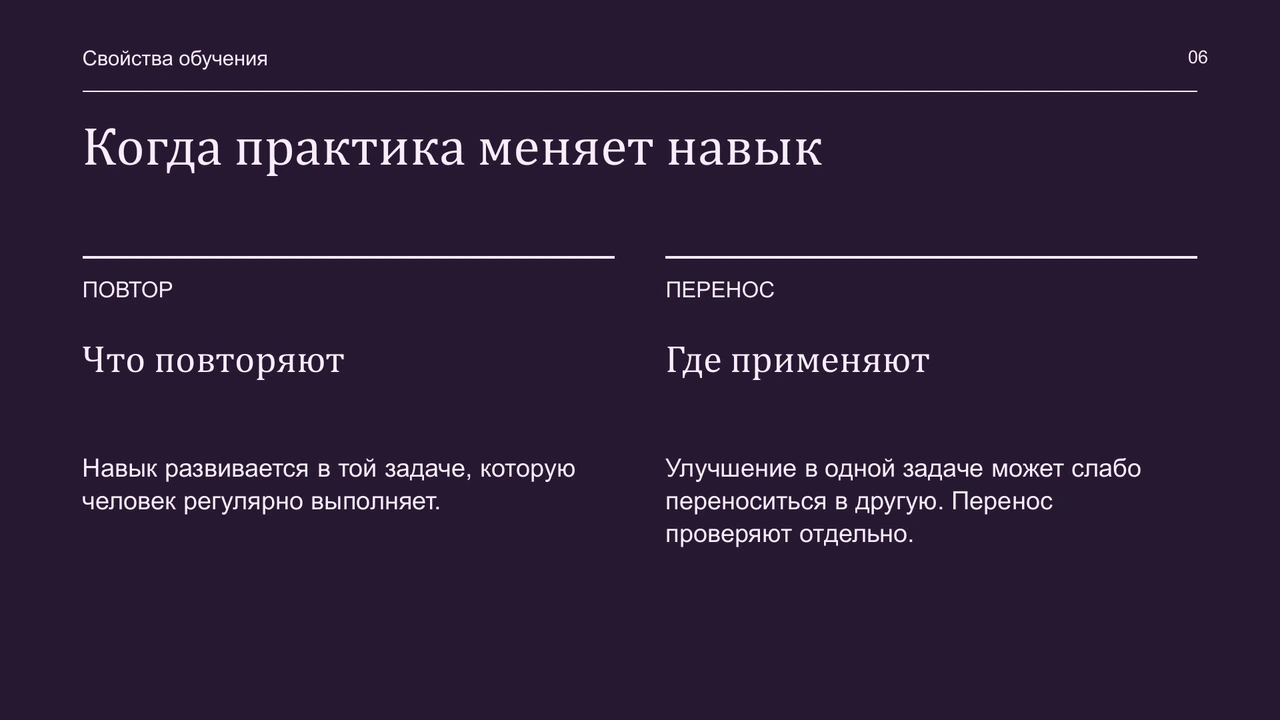 Свойства обучения
06
Когда практика меняет навык
ПОВТОР
Что повторяют
Навык развивается в той задаче, которую
человек регулярно выполняет.
ПЕРЕНОС
Где применяют
Улучшение в одной задаче может слабо
переноситься в другую. Перенос
проверяют отдельно.